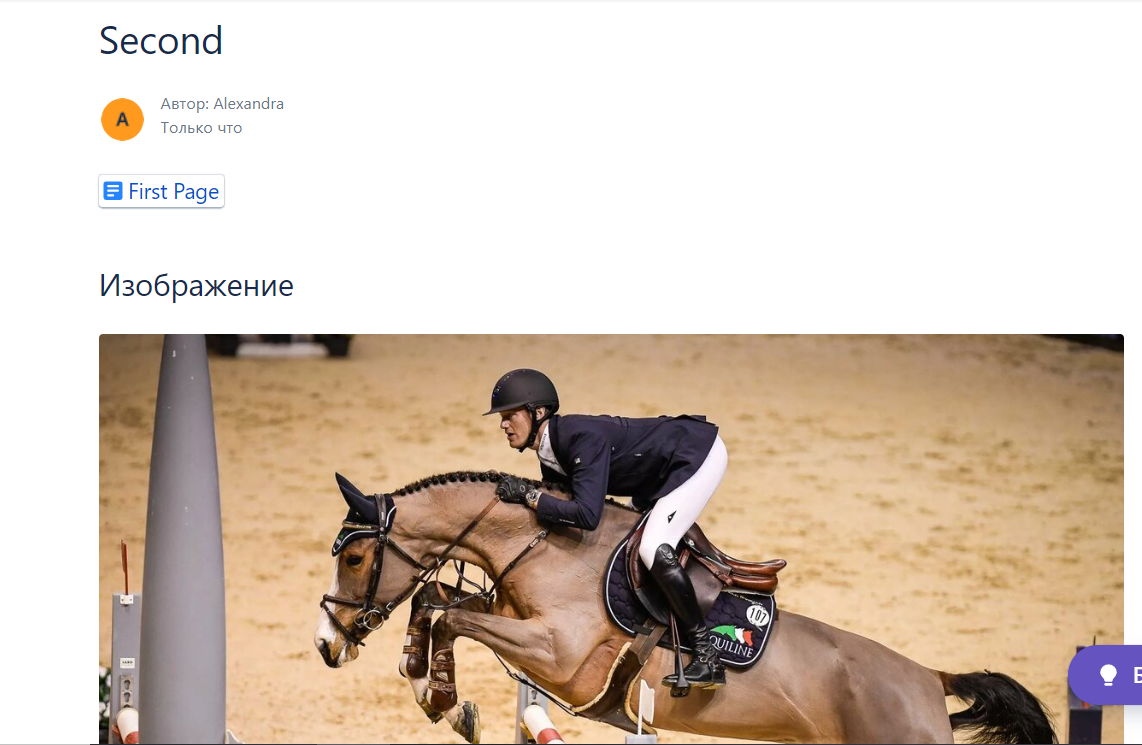 Second
A
Автор: Alexandra
Только что
First Page
Изображение
107
QUILINE